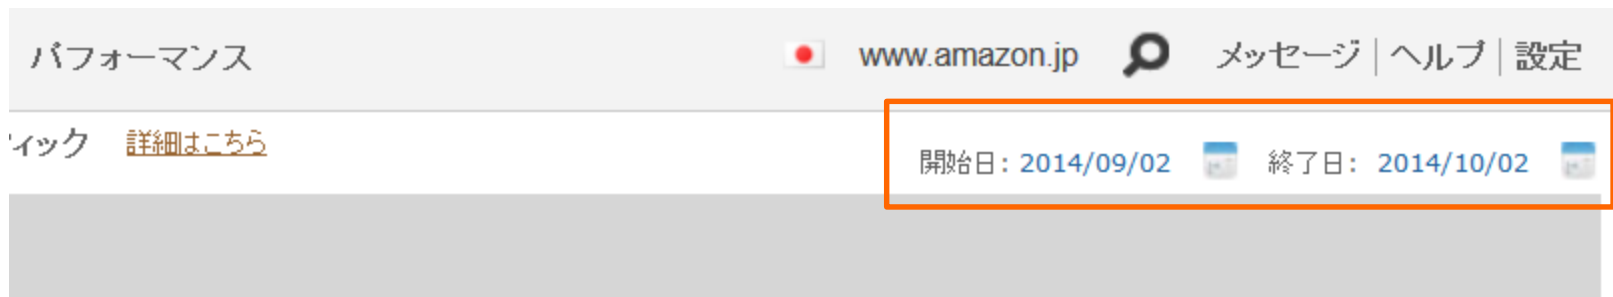 パフォーマンス www.amazon.jp メッセージ | ヘルプ | 設定
ィック 詳細はこちら 開始日: 2014/09/02 終了日: 2014/10/02